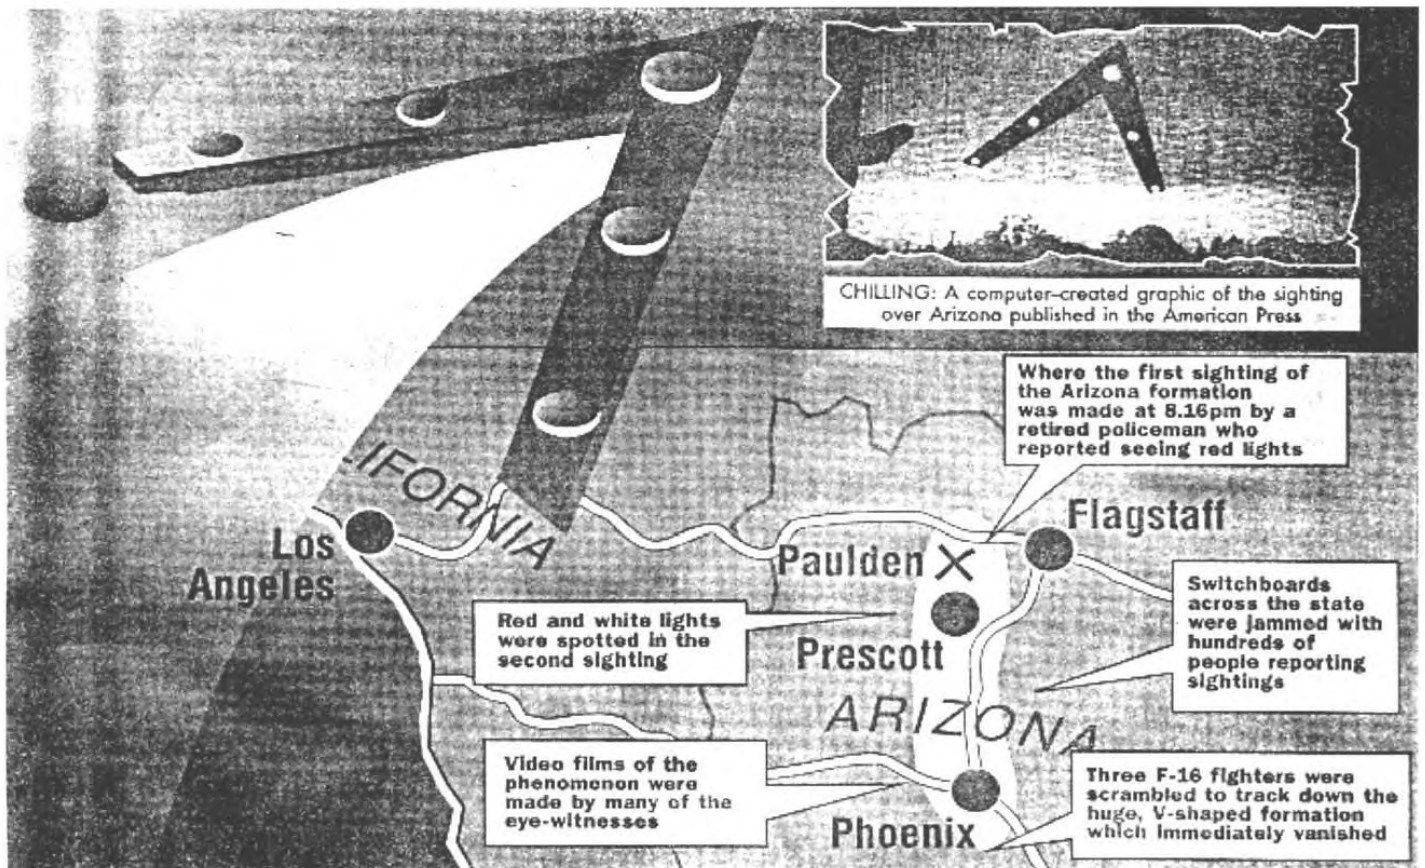 CHILLING: A computer-created graphic of the sighting
over Arizona published in the American Press
Where the first sighting of
the Arizona formation
was made at 8.16pm by a
retired policeman who
reported seeing red lights
LIFORNIA
Los
Angeles
Flagstaff
Paulden
Switchboards
across the state
were jammed with
hundreds of
people reporting
sightings
Red and white lights
were spotted in the
second sighting
Prescott
ARIZONA
Video films of the
phenomenon were
made by many of the
eye-witnesses
Phoenix
Three F-16 fighters were
scrambled to track down the
huge, V-shaped formation
which immediately vanished